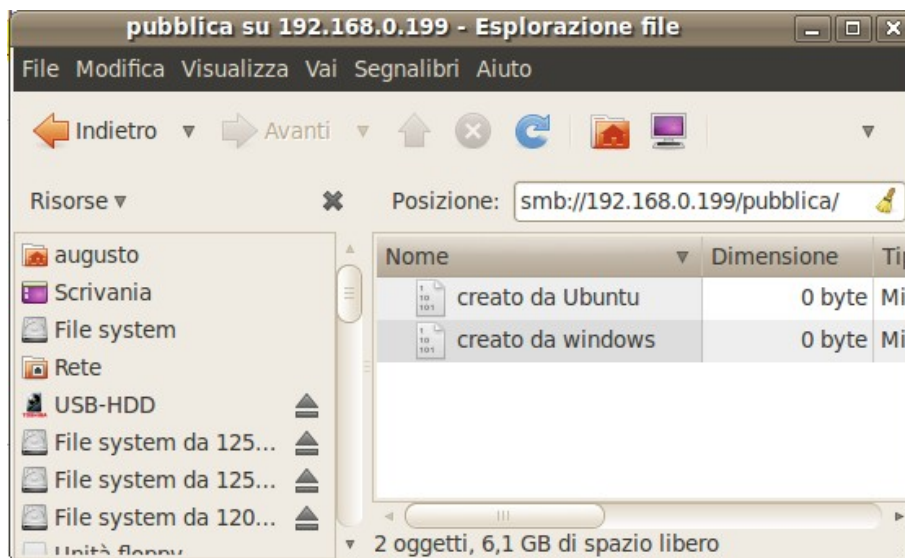 pubblica su 192.168.0.199 - Esplorazione file
File Modifica Visualizza Vai Segnalibri Aiuto
Indietro Avanti
Risorse
Posizione: smb://192.168.0.199/pubblica/
augusto
Scrivania
File system
Rete
USB-HDD
File system da 125...
File system da 125...
File system da 120...
Unità floppy
Nome Dimensione
creato da Ubuntu 0 byte
creato da windows 0 byte
2 oggetti, 6,1 GB di spazio libero